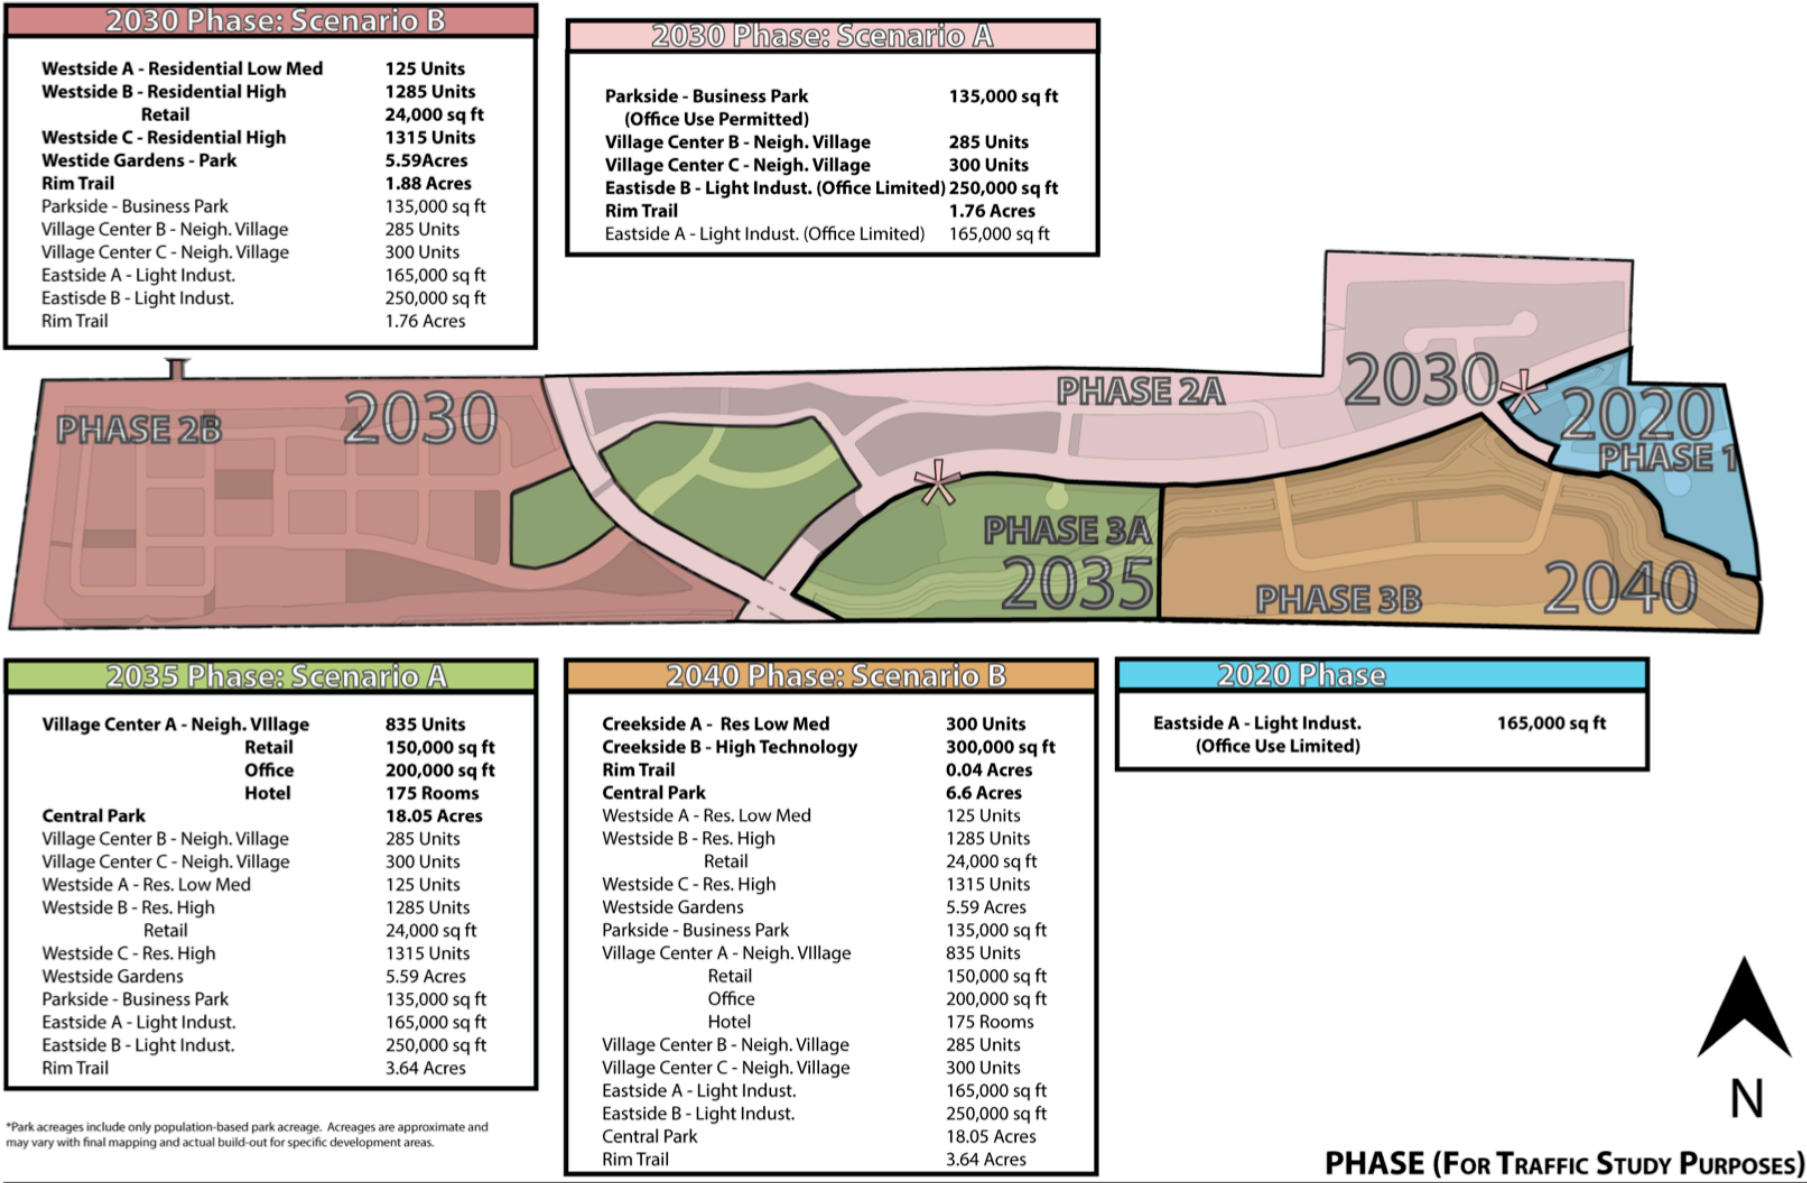 2030 Phase: Scenario B
Westside A - Residential Low Med 125 Units
Westside B - Residential High 1285 Units
Retail 24,000 sq ft
Westside C - Residential High 1315 Units
Westide Gardens - Park 5.59Acres
Rim Trail 1.88 Acres
Parkside - Business Park 135,000 sq ft
Village Center B - Neigh. Village 285 Units
Village Center C - Neigh. Village 300 Units
Eastside A - Light Indust. 165,000 sq ft
Eastisde B - Light Indust. 250,000 sq ft
Rim Trail 1.76 Acres
2030 Phase: Scenario A
Parkside - Business Park 135,000 sq ft
(Office Use Permitted)
Village Center B - Neigh. Village 285 Units
Village Center C - Neigh. Village 300 Units
Eastisde B - Light Indust. (Office Limited) 250,000 sq ft
Rim Trail 1.76 Acres
Eastside A - Light Indust. (Office Limited) 165,000 sq ft
PHASE 2B
2030
PHASE 2A
2030
2020
PHASE 1
PHASE 3A
2035
PHASE 3B
2040
2035 Phase: Scenario A
Village Center A - Neigh. VIllage 835 Units
Retail 150,000 sq ft
Office 200,000 sq ft
Hotel 175 Rooms
Central Park 18.05 Acres
Village Center B - Neigh. Village 285 Units
Village Center C - Neigh. Village 300 Units
Westside A - Res. Low Med 125 Units
Westside B - Res. High 1285 Units
Retail 24,000 sq ft
Westside C - Res. High 1315 Units
Westside Gardens 5.59 Acres
Parkside - Business Park 135,000 sq ft
Eastside A - Light Indust. 165,000 sq ft
Eastside B - Light Indust. 250,000 sq ft
Rim Trail 3.64 Acres
2040 Phase: Scenario B
Creekside A - Res Low Med 300 Units
Creekside B - High Technology 300,000 sq ft
Rim Trail 0.04 Acres
Central Park 6.6 Acres
Westside A - Res. Low Med 125 Units
Westside B - Res. High 1285 Units
Retail 24,000 sq ft
Westside C - Res. High 1315 Units
Westside Gardens 5.59 Acres
Parkside - Business Park 135,000 sq ft
Village Center A - Neigh. VIllage 835 Units
Retail 150,000 sq ft
Office 200,000 sq ft
Hotel 175 Rooms
Village Center B - Neigh. Village 285 Units
Village Center C - Neigh. Village 300 Units
Eastside A - Light Indust. 165,000 sq ft
Eastside B - Light Indust. 250,000 sq ft
Central Park 18.05 Acres
Rim Trail 3.64 Acres
2020 Phase
Eastside A - Light Indust. 165,000 sq ft
(Office Use Limited)
*Park acreages include only population-based park acreage. Acreages are approximate and
may vary with final mapping and actual build-out for specific development areas.
N
PHASE (FOR TRAFFIC STUDY PURPOSES)